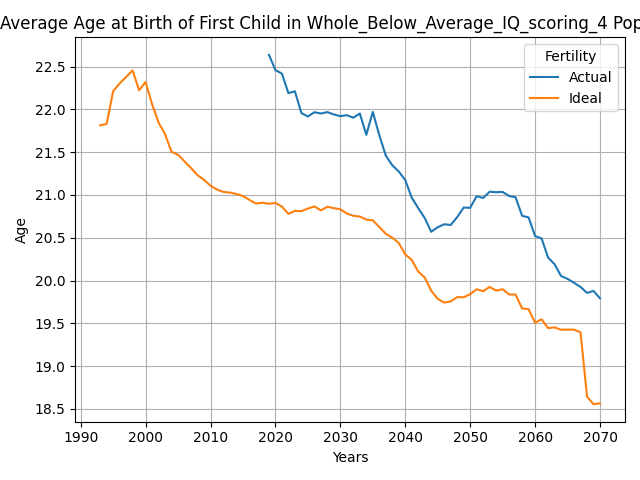 Average Age at Birth of First Child in Whole_Below_Average_IQ_scoring_4 Pop
Fertility
Actual
Ideal
Age
22.5
22.0
21.5
21.0
20.5
20.0
19.5
19.0
18.5
1990 2000 2010 2020 2030 2040 2050 2060 2070
Years